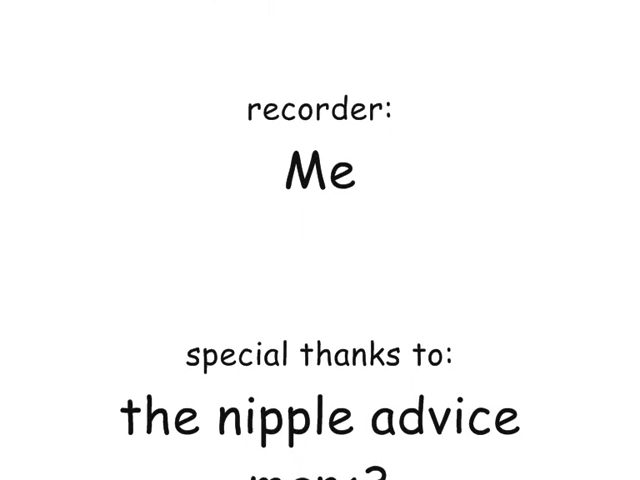 recorder:
Me
special thanks to:
the nipple advice